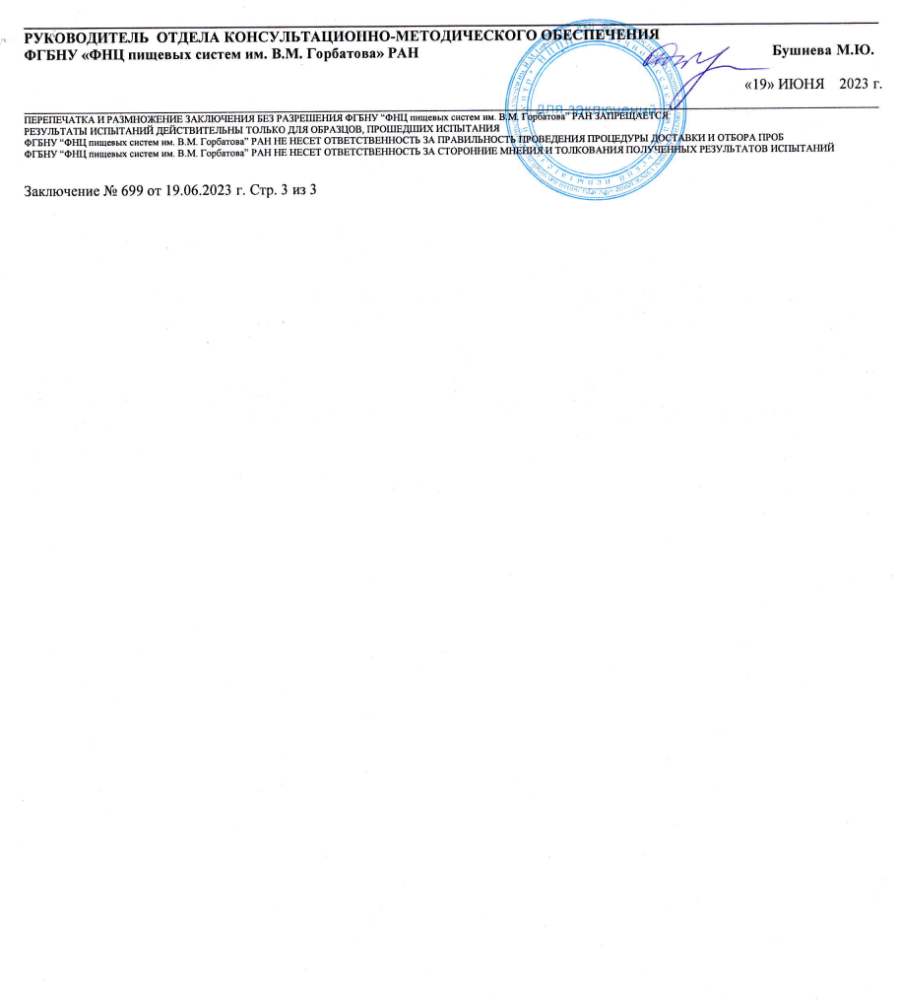 РУКОВОДИТЕЛЬ ОТДЕЛА КОНСУЛЬТАЦИОННО-МЕТОДИЧЕСКОГО ОБЕСПЕЧЕНИЯ
ФГБНУ «ФНЦ пищевых систем им. В.М. Горбатова» РАН
Бушнева М.Ю.
«19» ИЮНЯ 2023 г.
ДЛЯ ЗАКЛЮЧЕНИЙ
ПЕРЕПЕЧАТКА И РАЗМНОЖЕНИЕ ЗАКЛЮЧЕНИЯ БЕЗ РАЗРЕШЕНИЯ ФГБНУ “ФНЦ пищевых систем им. В.М. Горбатова” РАН ЗАПРЕЩАЕТСЯ
РЕЗУЛЬТАТЫ ИСПЫТАНИЙ ДЕЙСТВИТЕЛЬНЫ ТОЛЬКО ДЛЯ ОБРАЗЦОВ, ПРОШЕДШИХ ИСПЫТАНИЯ
ФГБНУ “ФНЦ пищевых систем им. В.М. Горбатова” РАН НЕ НЕСЕТ ОТВЕТСТВЕННОСТЬ ЗА ПРАВИЛЬНОСТЬ ПРОВЕДЕНИЯ ПРОЦЕДУРЫ ДОСТАВКИ И ОТБОРА ПРОБ
ФГБНУ “ФНЦ пищевых систем им. В.М. Горбатова” РАН НЕ НЕСЕТ ОТВЕТСТВЕННОСТЬ ЗА СТОРОННИЕ МНЕНИЯ И ТОЛКОВАНИЯ ПОЛУЧЕННЫХ РЕЗУЛЬТАТОВ ИСПЫТАНИЙ
Заключение № 699 от 19.06.2023 г. Стр. 3 из 3